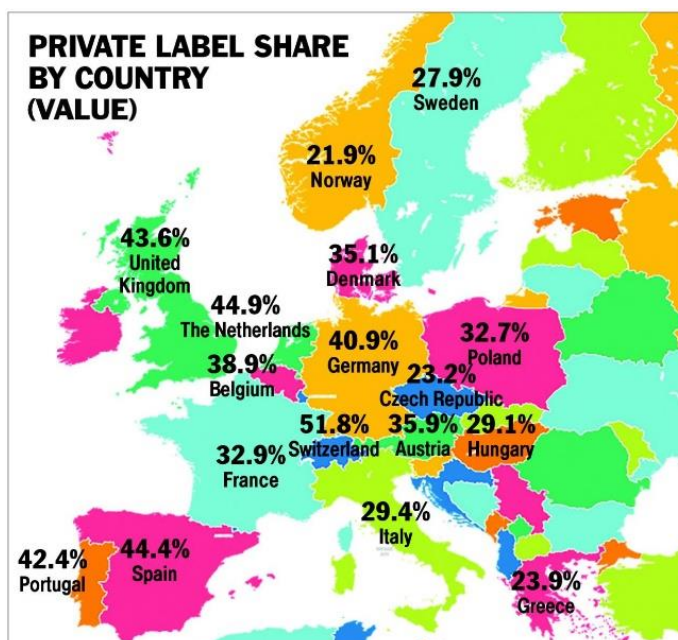 PRIVATE LABEL SHARE
BY COUNTRY
(VALUE)
27.9%
Sweden
21.9%
Norway
43.6%
United
Kingdom
35.1%
Denmark
44.9%
The Netherlands
40.9%
Germany
32.7%
Poland
38.9%
Belgium
23.2%
Czech Republic
51.8%
Switzerland
35.9%
Austria
29.1%
Hungary
32.9%
France
29.4%
Italy
42.4%
Portugal
44.4%
Spain
23.9%
Greece